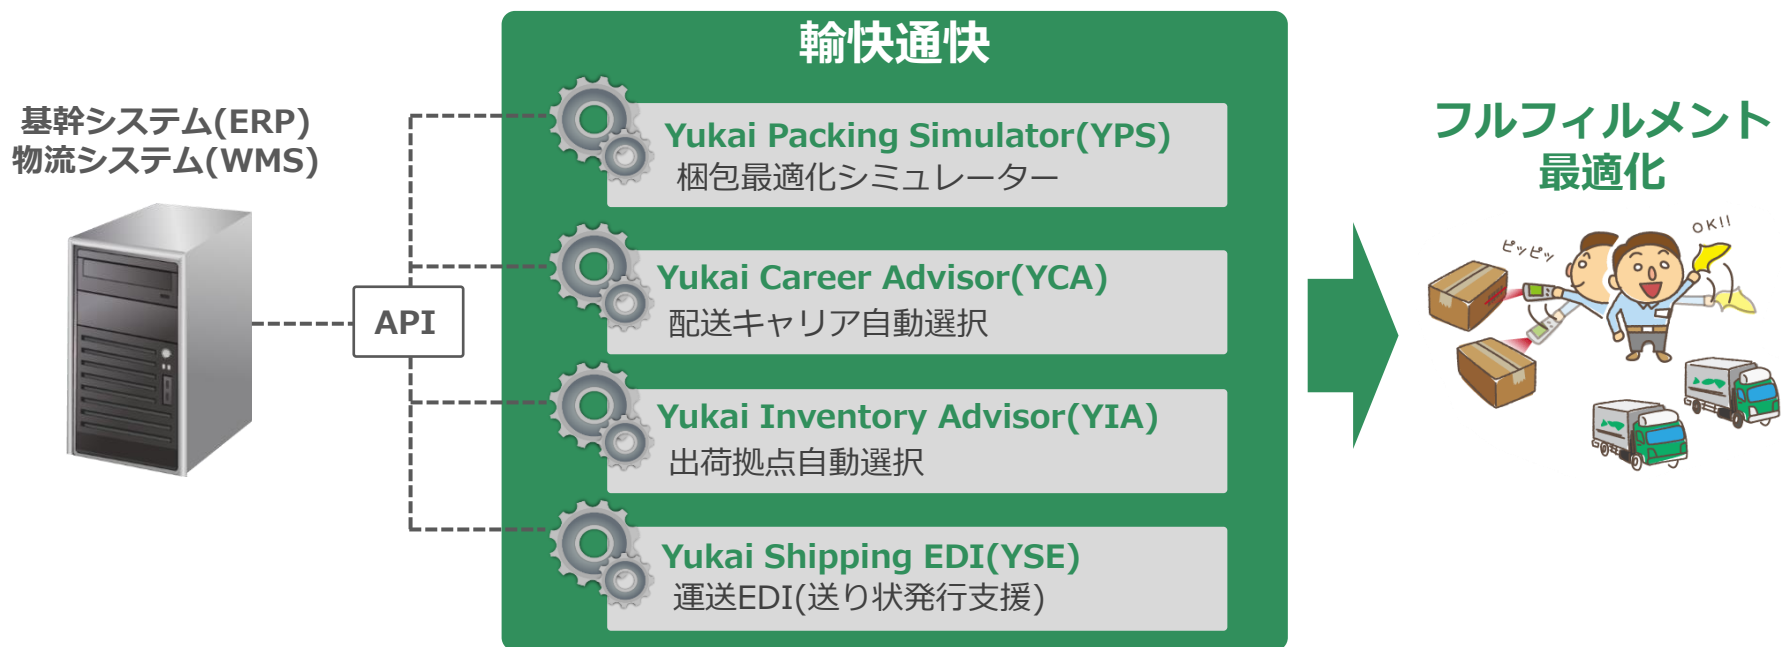 輸快通快
基幹システム(ERP)
物流システム(WMS)
API
Yukai Packing Simulator(YPS)
梱包最適化シミュレーター
Yukai Career Advisor(YCA)
配送キャリア自動選択
Yukai Inventory Advisor(YIA)
出荷拠点自動選択
Yukai Shipping EDI(YSE)
運送EDI(送り状発行支援)
フルフィルメント
最適化
ピッピッ
OK!!